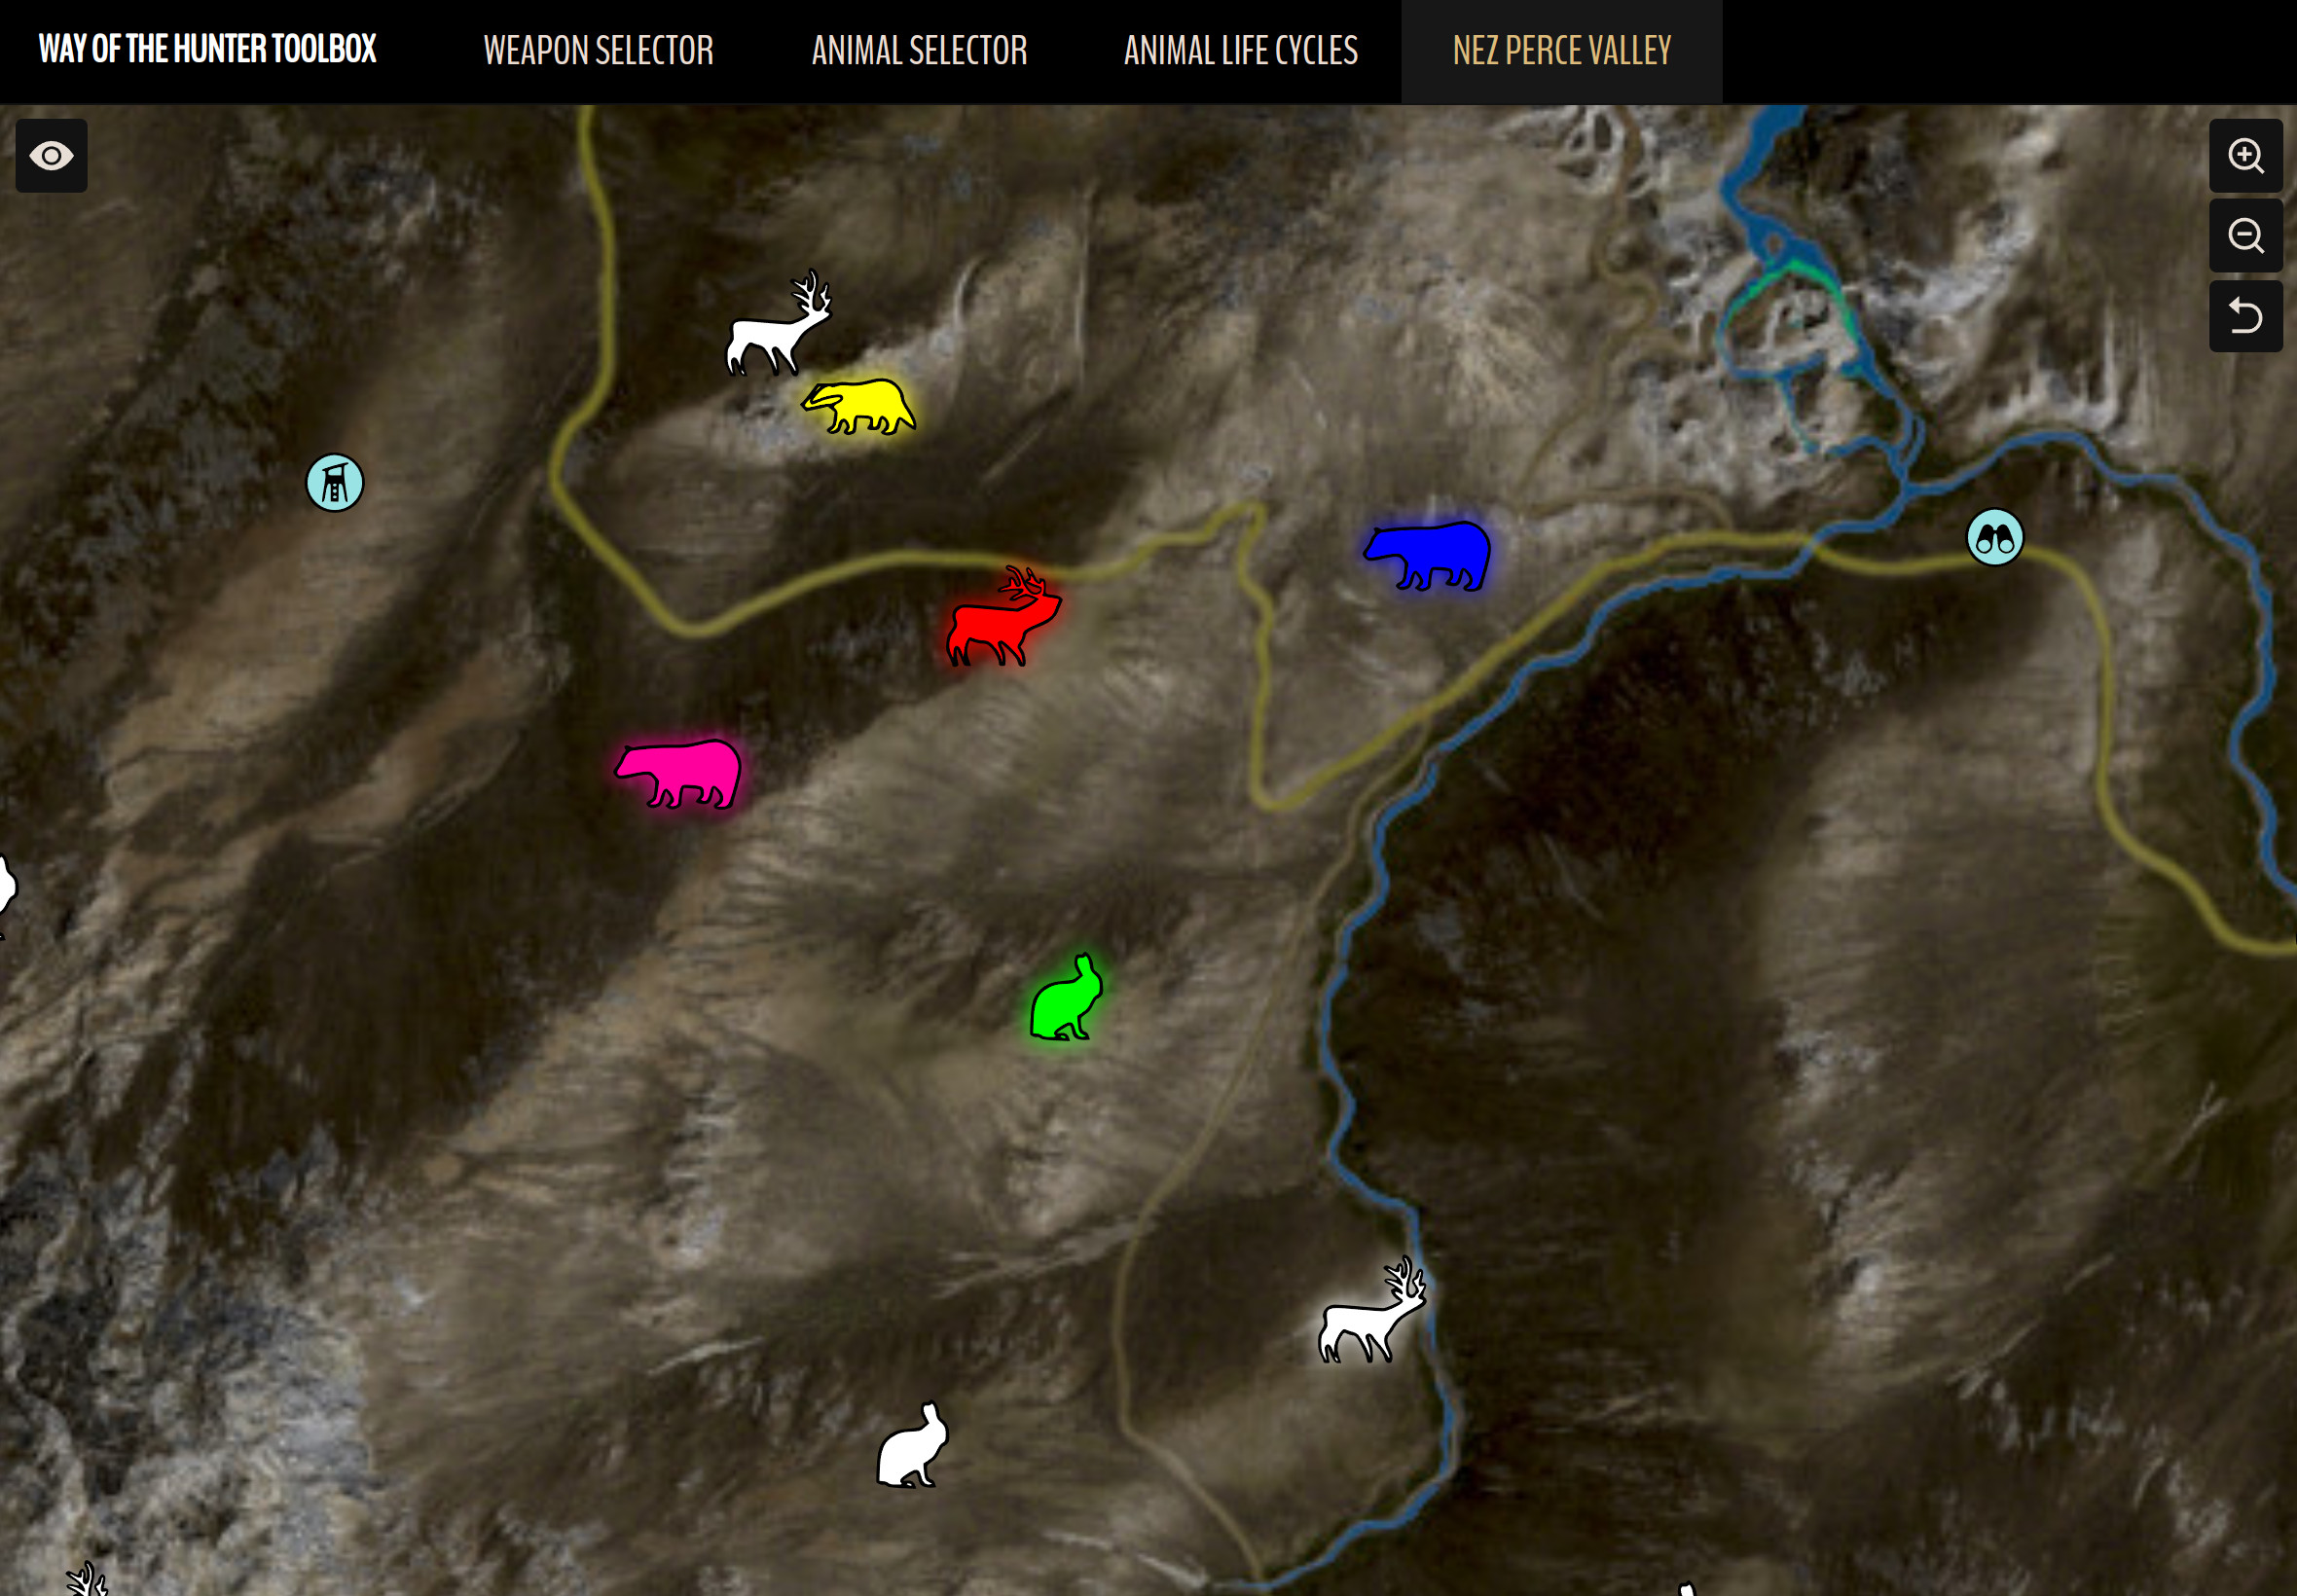 WAY OF THE HUNTER TOOLBOX
WEAPON SELECTOR
ANIMAL SELECTOR
ANIMAL LIFE CYCLES
NEZ PERCE VALLEY